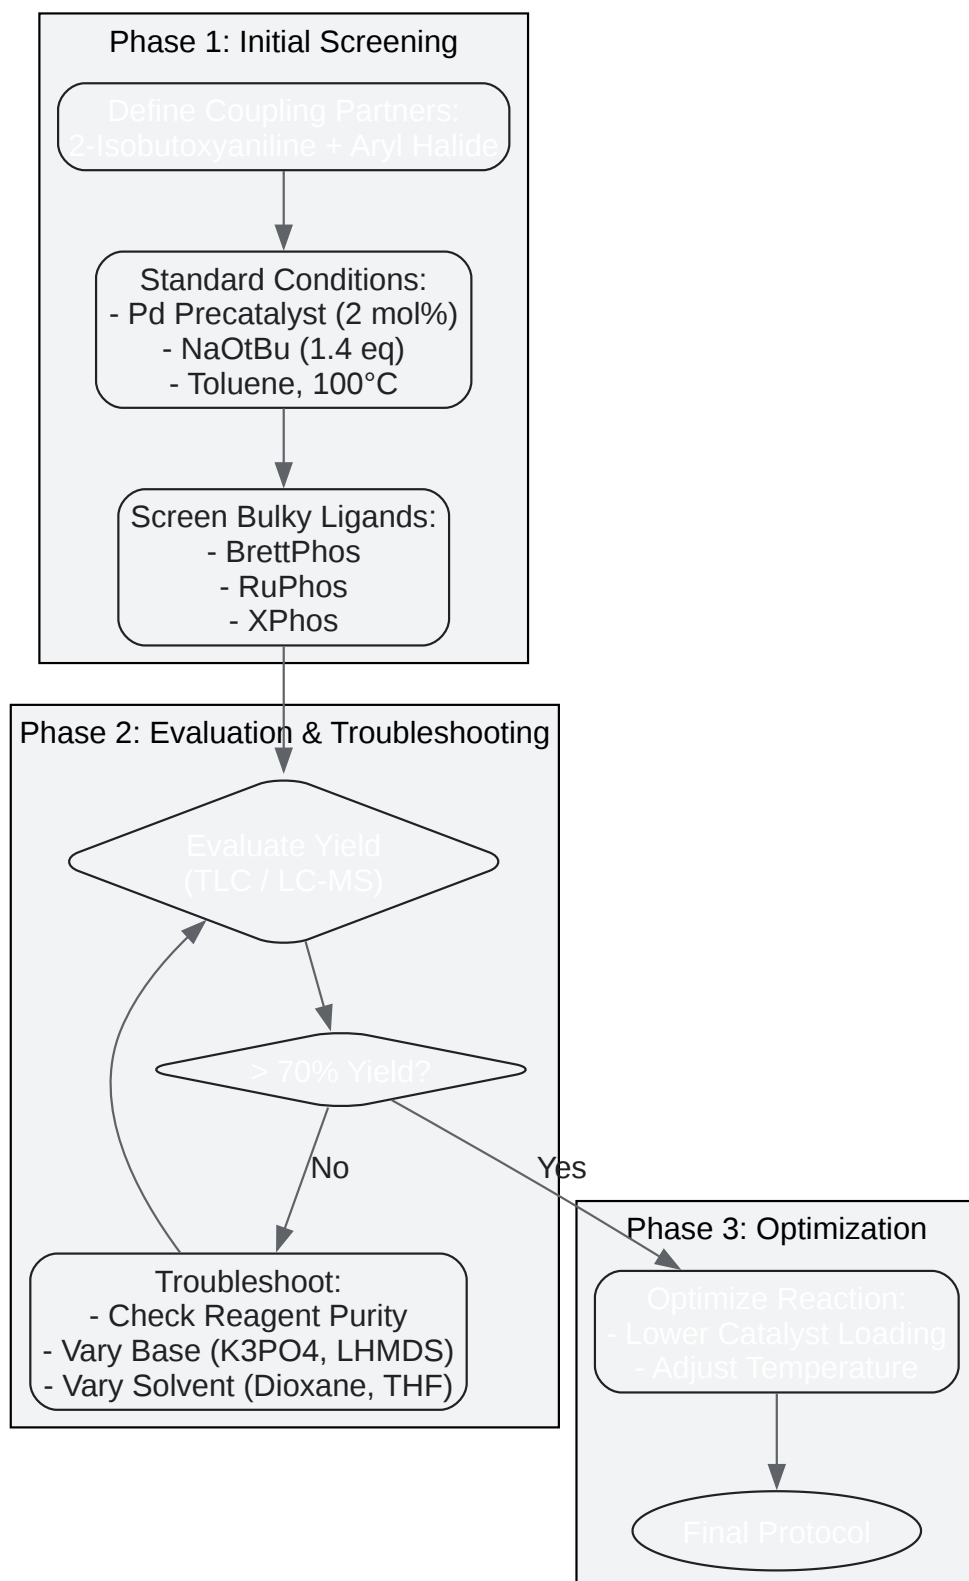 Phase 1: Initial Screening
Define Coupling Partners:
2-Isobutoxyaniline + Aryl Halide
Standard Conditions:
- Pd Precatalyst (2 mol%)
- NaOtBu (1.4 eq)
- Toluene, 100°C
Screen Bulky Ligands:
- BrettPhos
- RuPhos
- XPhos
Phase 2: Evaluation & Troubleshooting
Evaluate Yield
(TLC / LC-MS)
> 70% Yield?
No
Yes
Troubleshoot:
- Check Reagent Purity
- Vary Base (K3PO4, LHMDS)
- Vary Solvent (Dioxane, THF)
Phase 3: Optimization
Optimize Reaction:
- Lower Catalyst Loading
- Adjust Temperature
Final Protocol